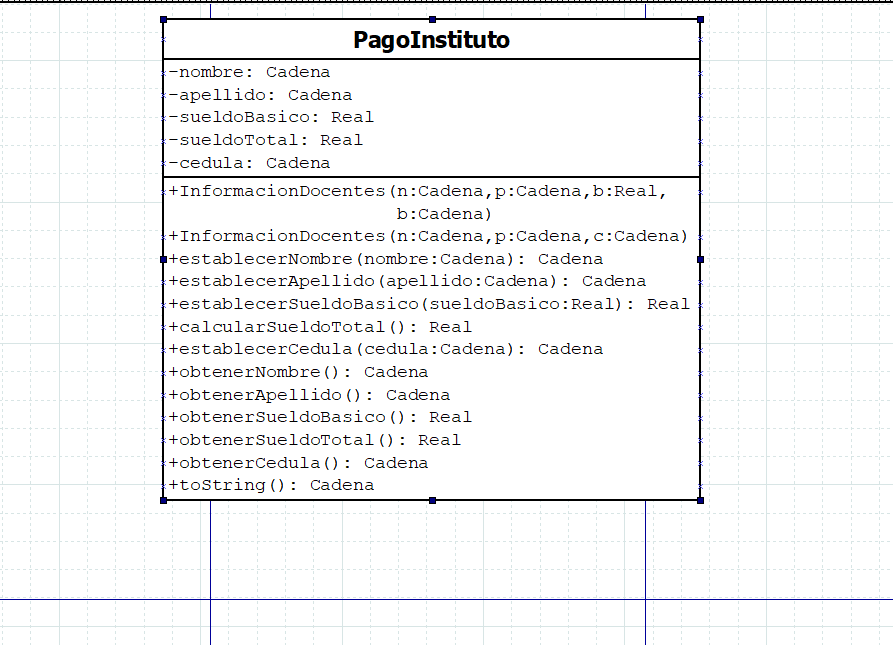 PagoInstituto
-nombre: Cadena
-apellido: Cadena
-sueldoBasico: Real
-sueldoTotal: Real
-cedula: Cadena
+InformacionDocentes(n:Cadena,p:Cadena,b:Real,
b:Cadena)
+InformacionDocentes(n:Cadena,p:Cadena,c:Cadena)
+establecerNombre(nombre:Cadena): Cadena
+establecerApellido(apellido:Cadena): Cadena
+establecerSueldoBasico(sueldoBasico:Real): Real
+calcularSueldoTotal(): Real
+establecerCedula(cedula:Cadena): Cadena
+obtenerNombre(): Cadena
+obtenerApellido(): Cadena
+obtenerSueldoBasico(): Real
+obtenerSueldoTotal(): Real
+obtenerCedula(): Cadena
+toString(): Cadena